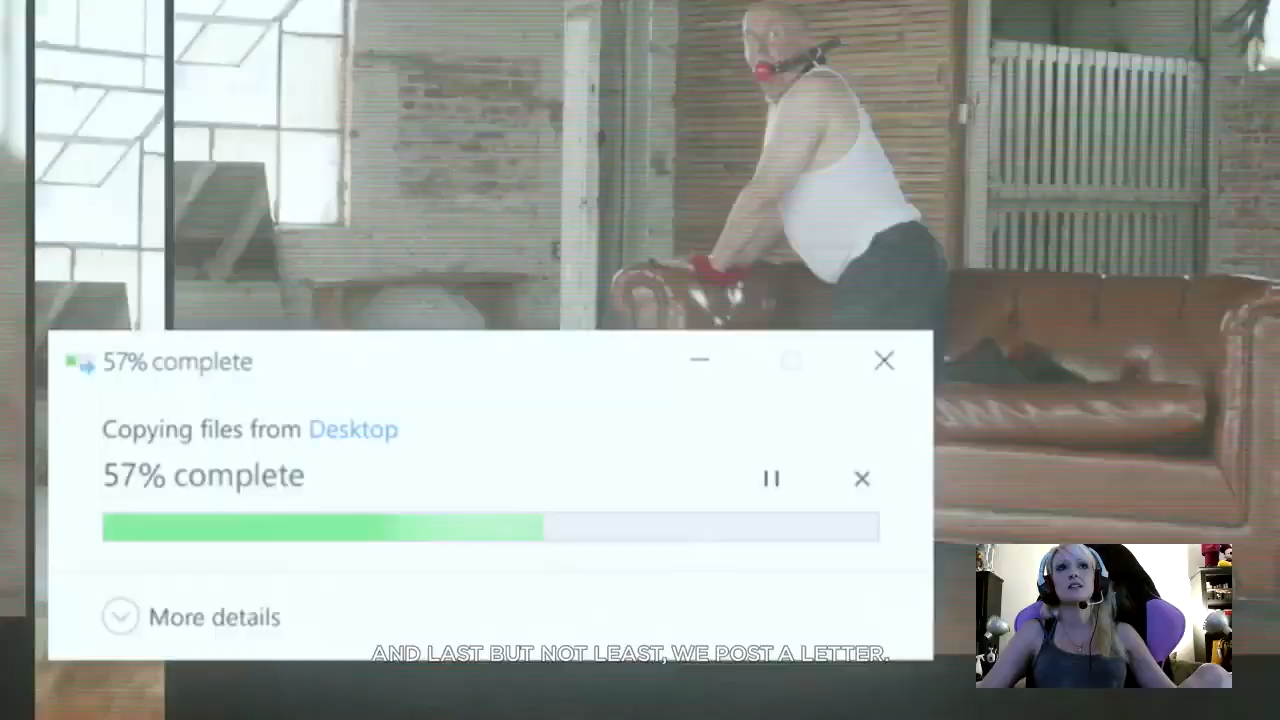 57% complete
Copying files from Desktop
57% complete
More details
AND LAST BUT NOT LEAST, WE POST A LETTER.